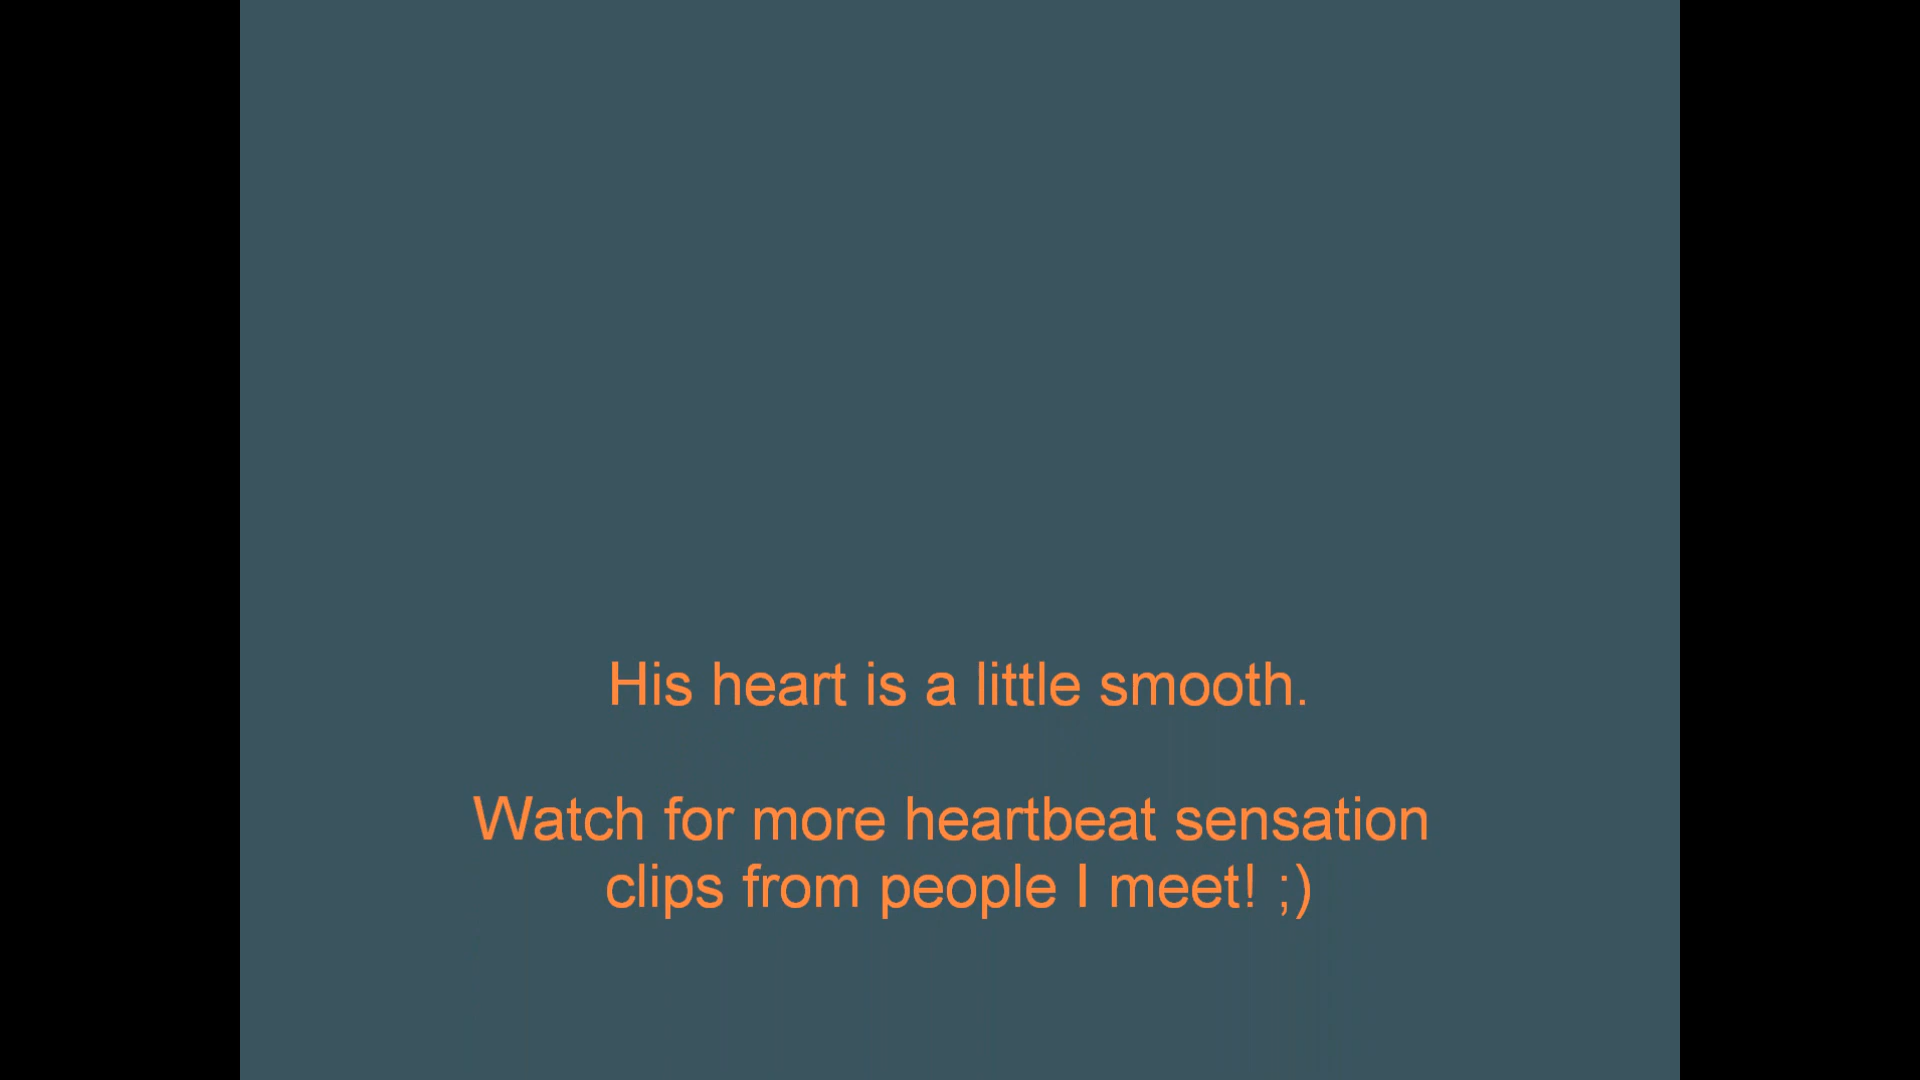 His heart is a little smooth.
Watch for more heartbeat sensation
clips from people I meet! ;)